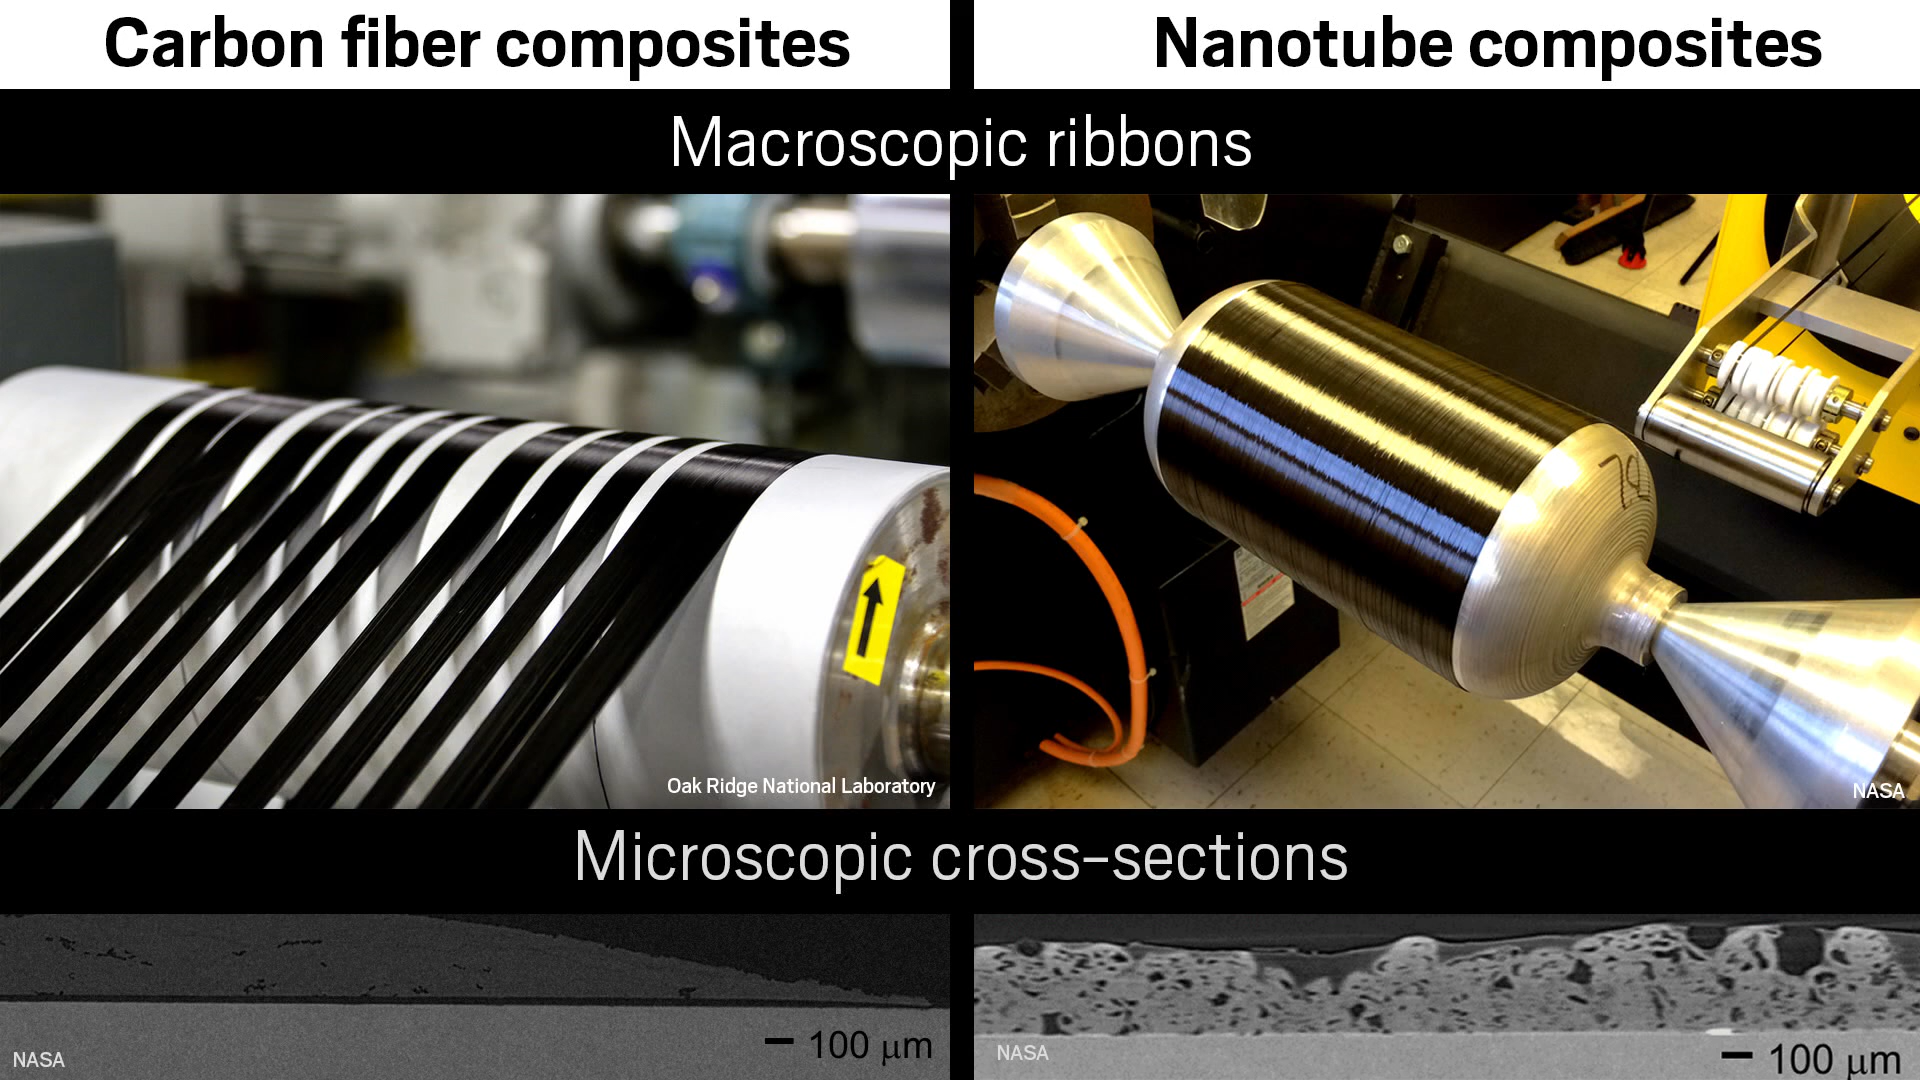 Carbon fiber composites
Nanotube composites
Macroscopic ribbons
Oak Ridge National Laboratory
NASA
Microscopic cross-sections
100 μm
NASA
NASA
100 μm